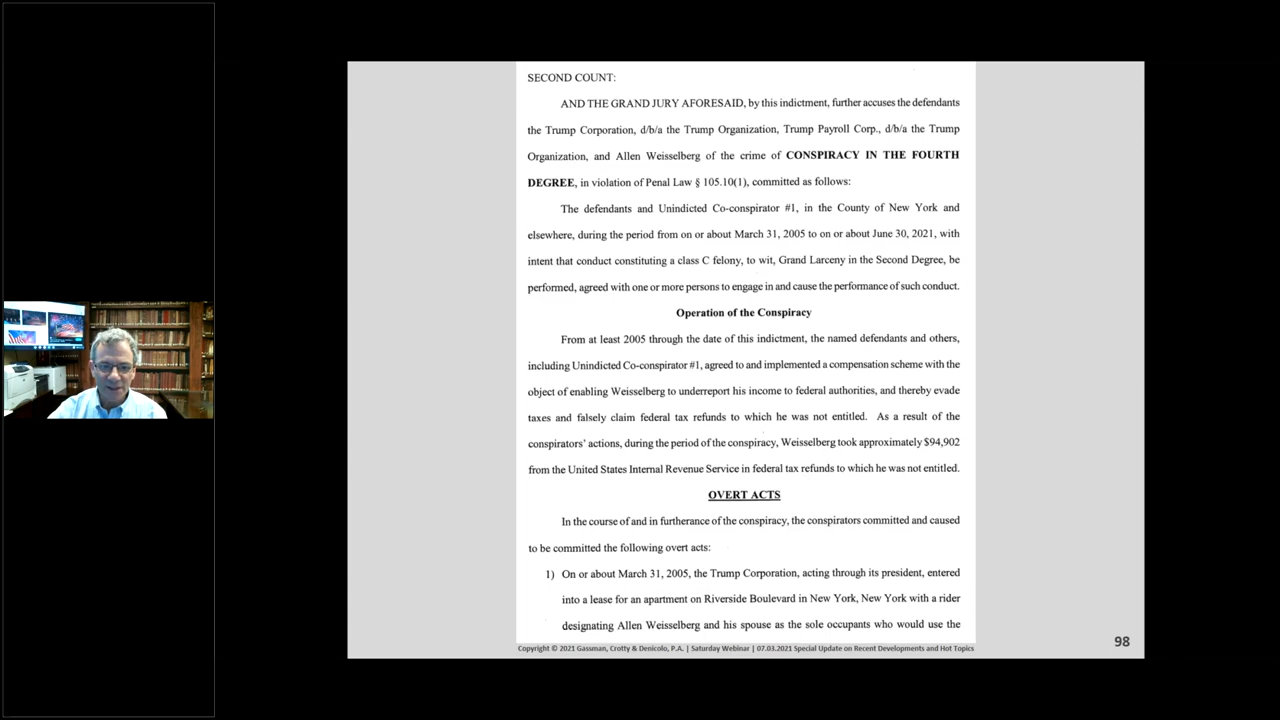 SECOND COUNT:
AND THE GRAND JURY AFORESAID, by this indictment, further accuses the defendants
the Trump Corporation, d/b/a the Trump Organization, Trump Payroll Corp., d/b/a the Trump
Organization, and Allen Weisselberg of the crime of CONSPIRACY IN THE FOURTH
DEGREE, in violation of Penal Law § 105.10(1), committed as follows:
The defendants and Unindicted Co-conspirator #1, in the County of New York and
elsewhere, during the period from on or about March 31, 2005 to on or about June 30, 2021, with
intent that conduct constituting a class C felony, to wit, Grand Larceny in the Second Degree, be
performed, agreed with one or more persons to engage in and cause the performance of such conduct.
Operation of the Conspiracy
From at least 2005 through the date of this indictment, the named defendants and others,
including Unindicted Co-conspirator #1, agreed to and implemented a compensation scheme with the
object of enabling Weisselberg to underreport his income to federal authorities, and thereby evade
taxes and falsely claim federal tax refunds to which he was not entitled. As a result of the
conspirators' actions, during the period of the conspiracy, Weisselberg took approximately $94,902
from the United States Internal Revenue Service in federal tax refunds to which he was not entitled.
OVERT ACTS
In the course of and in furtherance of the conspiracy, the conspirators committed and caused
to be committed the following overt acts:
1) On or about March 31, 2005, the Trump Corporation, acting through its president, entered
into a lease for an apartment on Riverside Boulevard in New York, New York with a rider
designating Allen Weisselberg and his spouse as the sole occupants who would use the
98
Copyright © 2021 Gassman, Crotty & Denicolo, P.A. | Saturday Webinar | 07.03.2021 Special Update on Recent Developments and Hot Topics